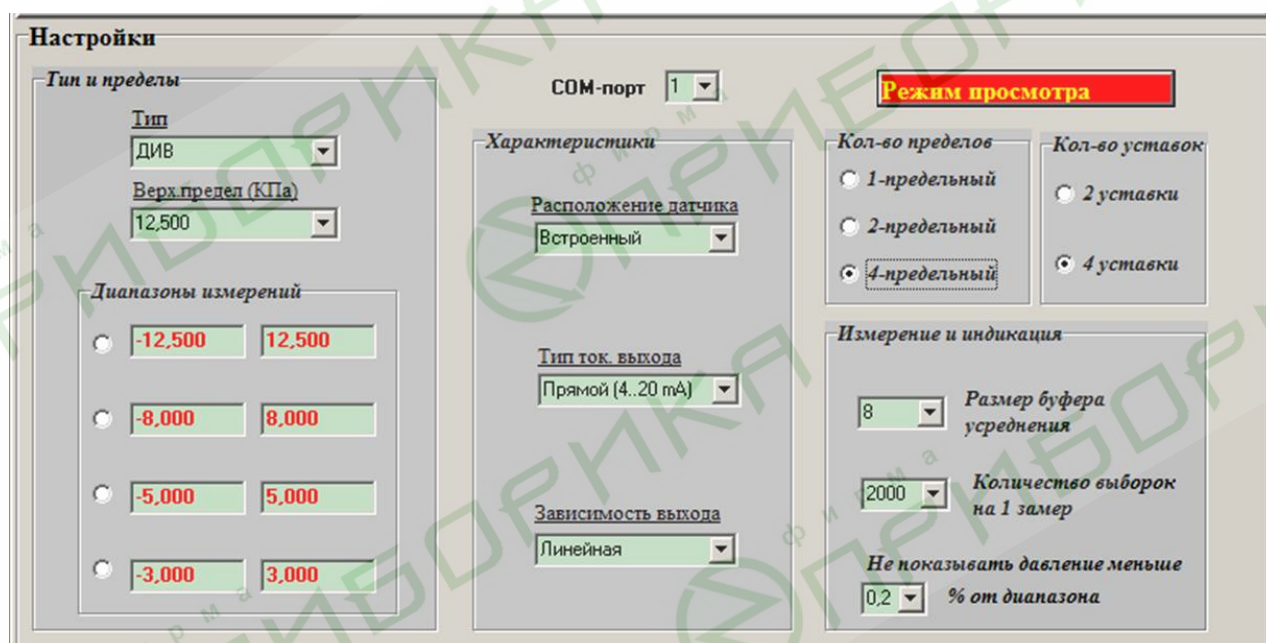 Настройки
Тип и пределы
Тип
ДИВ
Верх.предел (КПа)
12,500
Диапазоны измерений
-12,500 12,500
-8,000 8,000
-5,000 5,000
-3,000 3,000
COM-порт 1
Характеристики
Расположение датчика
Встроенный
Тип ток. выхода
Прямой (4..20 mA)
Зависимость выхода
Линейная
Режим просмотра
Кол-во пределов
1-предельный
2-предельный
4-предельный
Кол-во уставок
2 уставки
4 уставки
Измерение и индикация
8 Размер буфера
усреднения
2000 Количество выборок
на 1 замер
Не показывать давление меньше
0,2 % от диапазона
фирма
ПРИБОРИКА